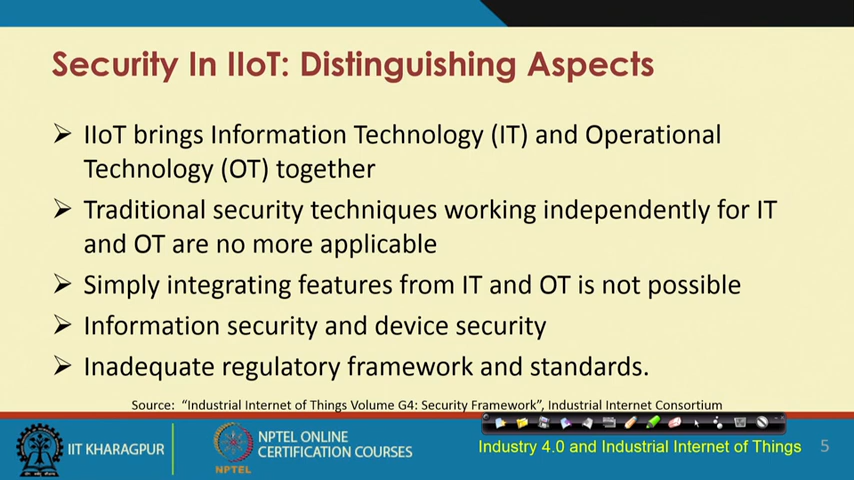 Security In IIoT: Distinguishing Aspects
➢ IIoT brings Information Technology (IT) and Operational
Technology (OT) together
➢ Traditional security techniques working independently for IT
and OT are no more applicable
➢ Simply integrating features from IT and OT is not possible
➢ Information security and device security
➢ Inadequate regulatory framework and standards.
Source: "Industrial Internet of Things Volume G4: Security Framework", Industrial Internet Consortium
IIT KHARAGPUR
NPTEL
NPTEL ONLINE
CERTIFICATION COURSES
Industry 4.0 and Industrial Internet of Things
5